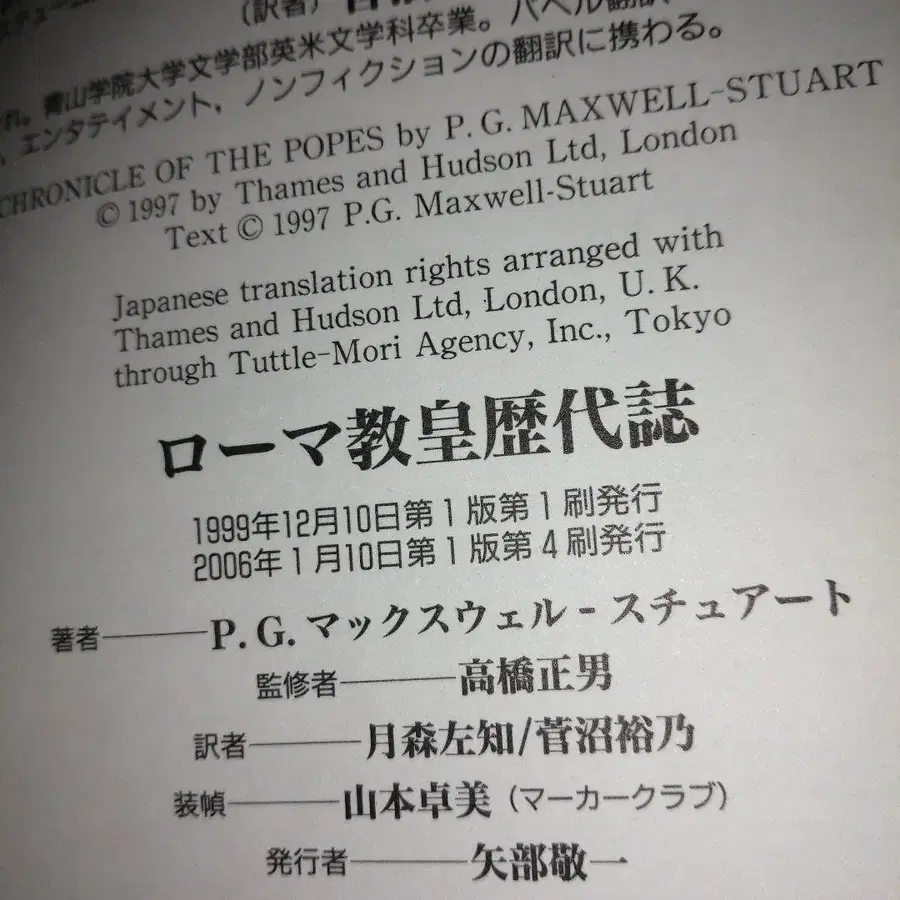 (訳者)
れ。青山学院大学文学部英米文学科卒業。バベル翻訳
、エンタテイメント，ノンフィクションの翻訳に携わる。
CHRONICLE OF THE POPES by P. G. MAXWELL-STUART
© 1997 by Thames and Hudson Ltd, London
Text © 1997 P.G. Maxwell-Stuart
Japanese translation rights arranged with
Thames and Hudson Ltd, London, U. K.
through Tuttle-Mori Agency, Inc., Tokyo
ローマ教皇歴代誌
1999年12月10日第1版第1刷発行
2006年1月10日第1版第4刷発行
著者――P. G. マックスウェル-スチュアート
監修者――高橋正男
訳者――月森左知/菅沼裕乃
装幀――山本卓美（マーカークラブ）
発行者――矢部敬一